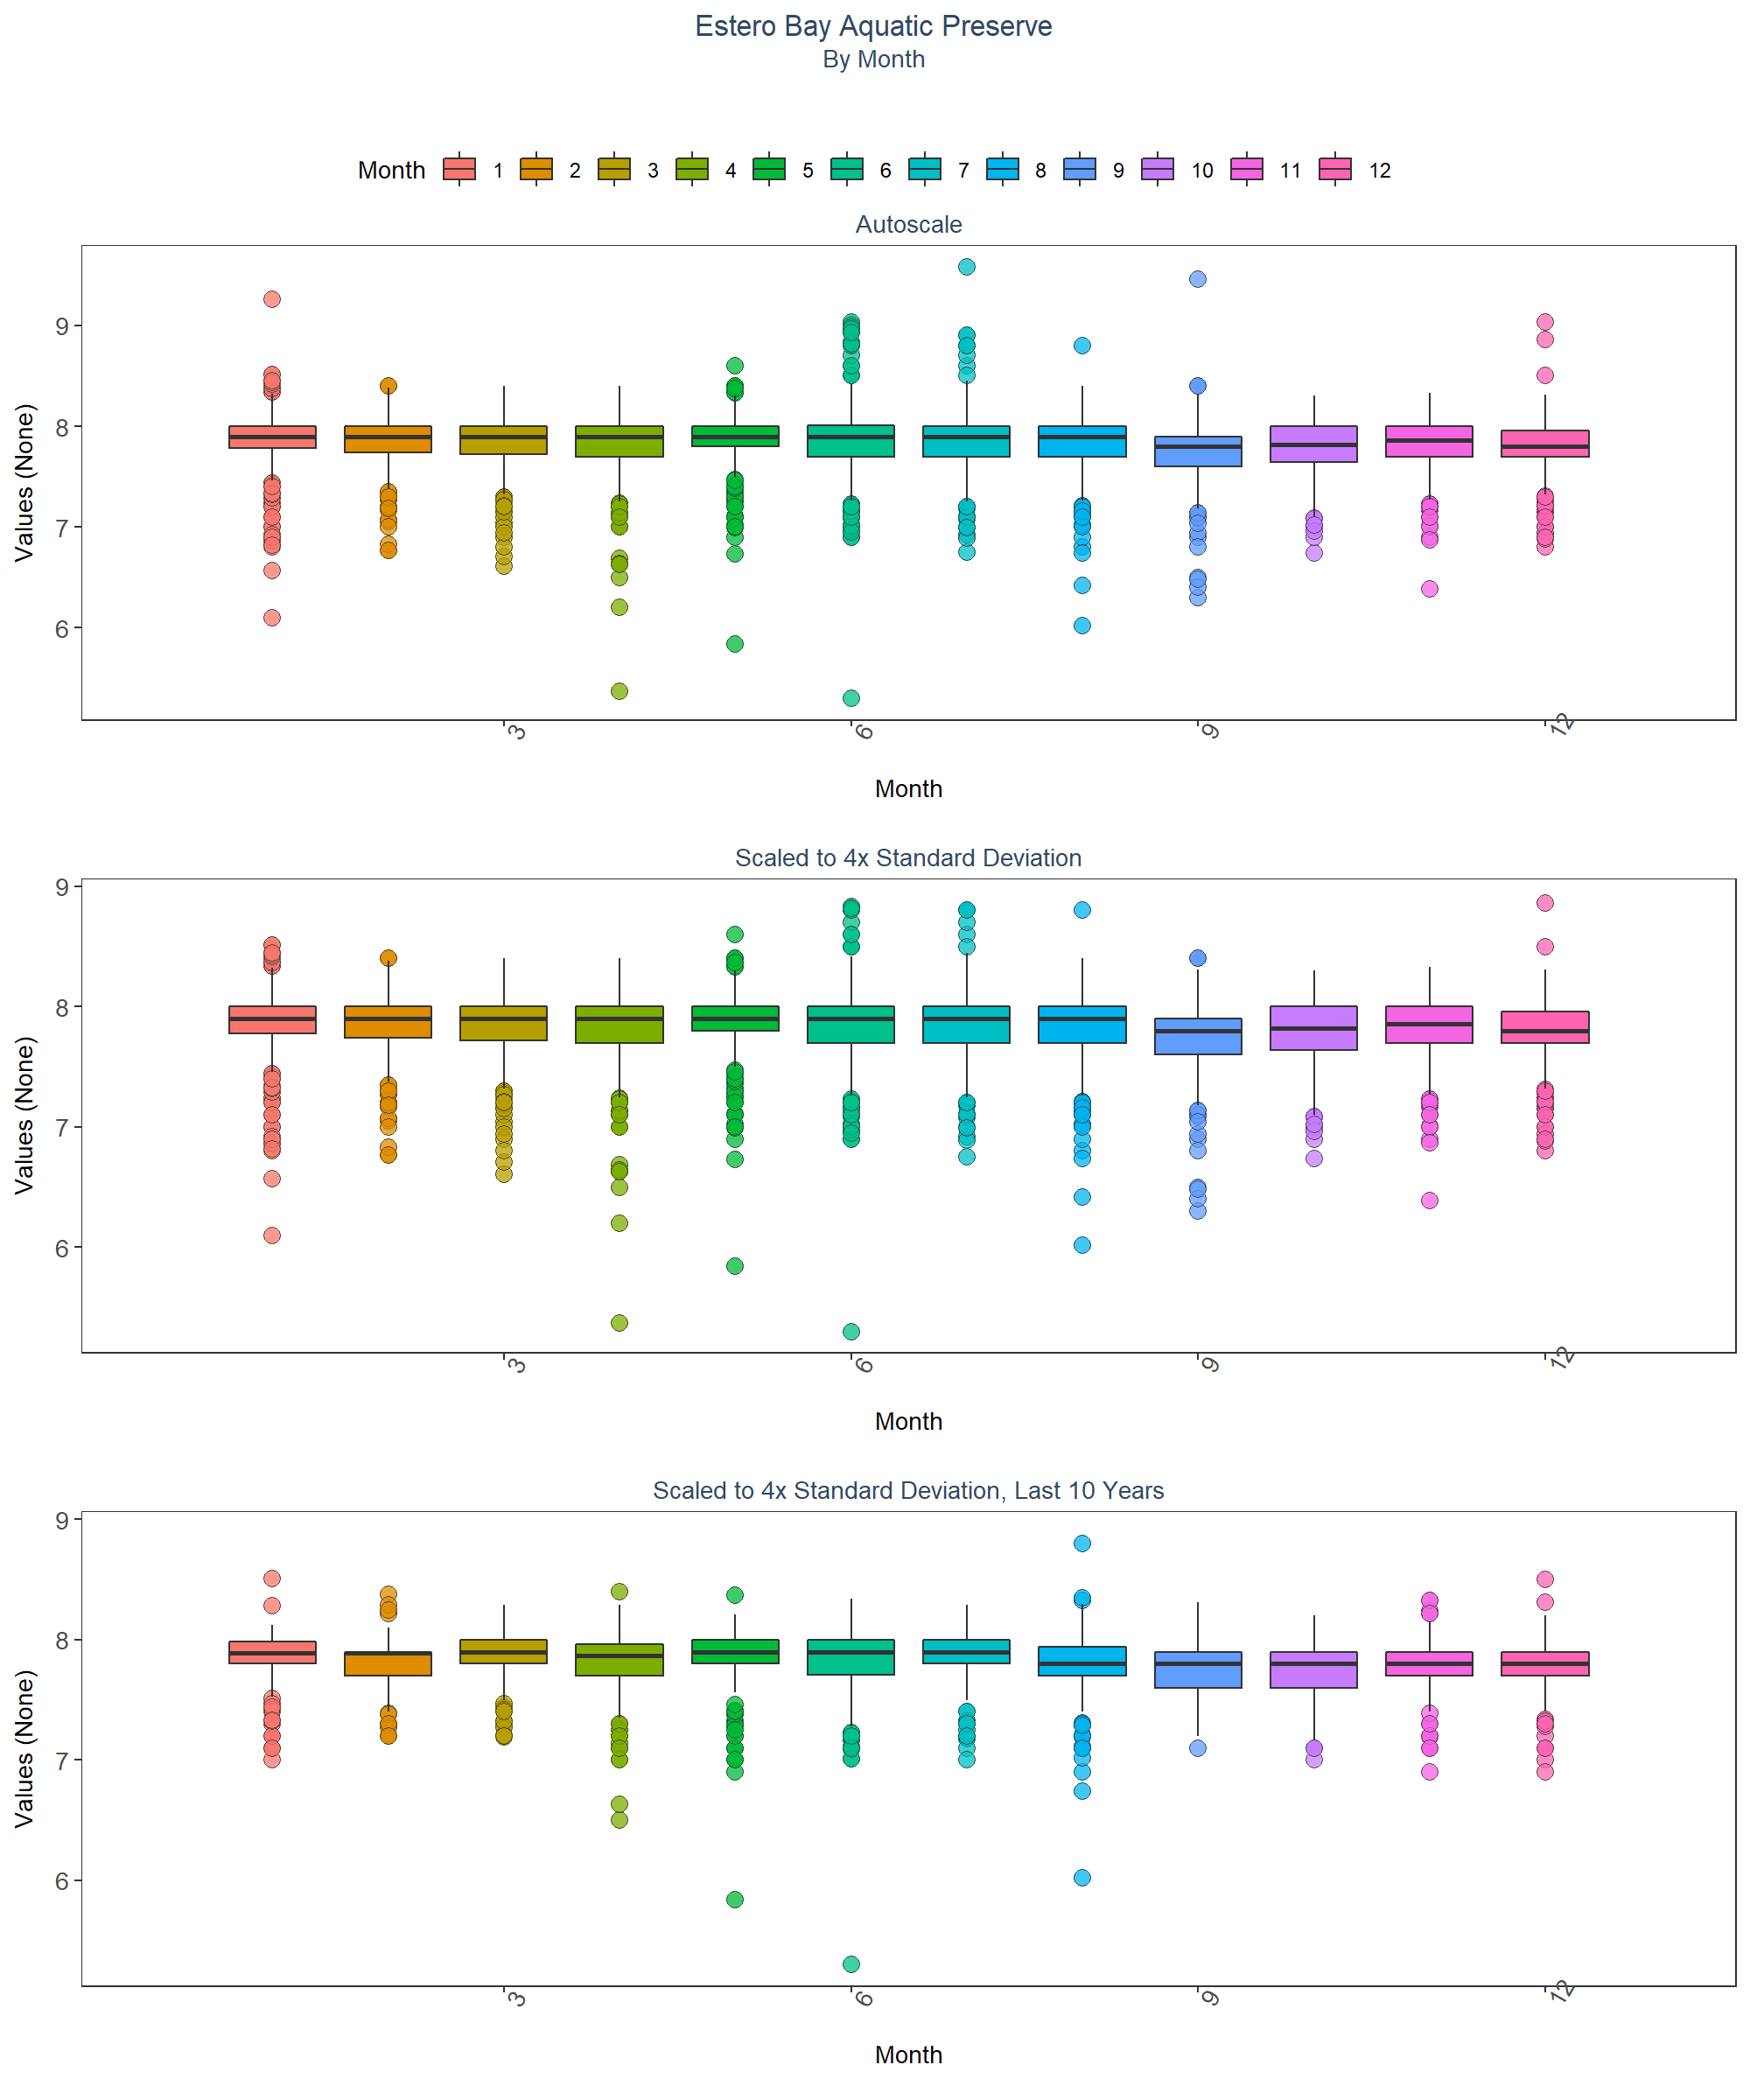 Estero Bay Aquatic Preserve
By Month
Month 1 2 3 4 5 6 7 8 9 10 11 12
Autoscale
Values (None)
9
8
7
6
3 6 9 12
Month
Scaled to 4x Standard Deviation
Values (None)
9
8
7
6
3 6 9 12
Month
Scaled to 4x Standard Deviation, Last 10 Years
Values (None)
9
8
7
6
3 6 9 12
Month